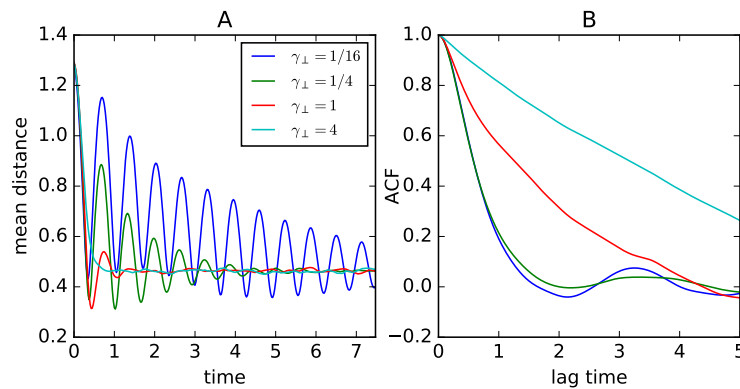 A
mean distance
1.4
1.2
1.0
0.8
0.6
0.4
0.2
0 1 2 3 4 5 6 7
time
γ⊥ = 1/16
γ⊥ = 1/4
γ⊥ = 1
γ⊥ = 4
B
ACF
1.0
0.8
0.6
0.4
0.2
0.0
−0.2
0 1 2 3 4 5
lag time